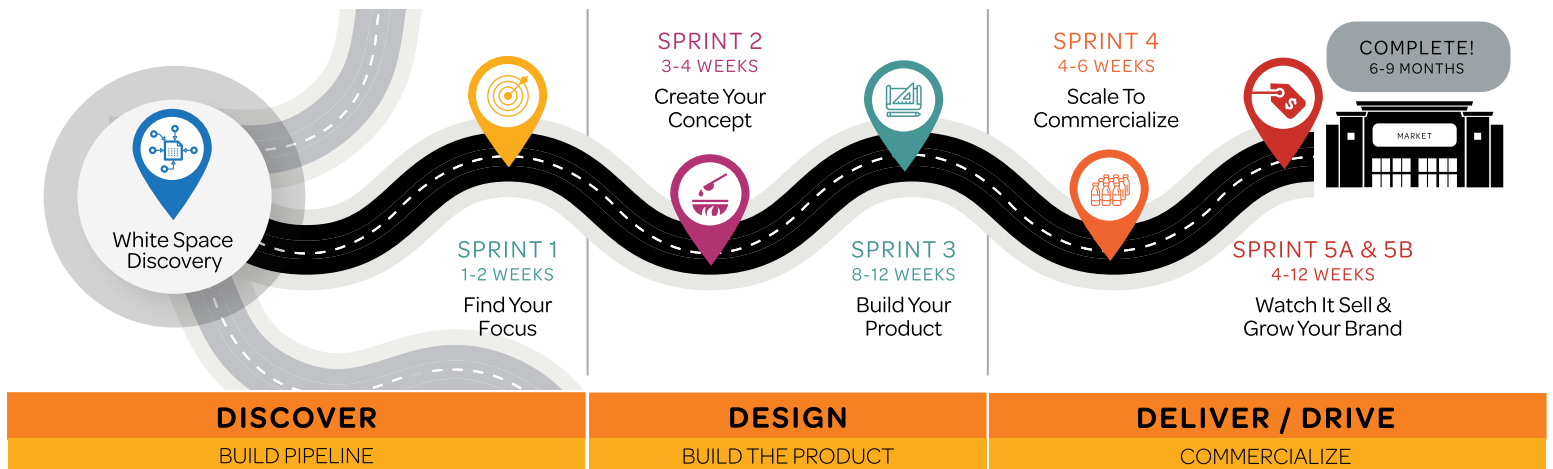 White Space
Discovery
SPRINT 1
1-2 WEEKS
Find Your
Focus
SPRINT 2
3-4 WEEKS
Create Your
Concept
SPRINT 3
8-12 WEEKS
Build Your
Product
SPRINT 4
4-6 WEEKS
Scale To
Commercialize
SPRINT 5A & 5B
4-12 WEEKS
Watch It Sell &
Grow Your Brand
$
COMPLETE!
6-9 MONTHS
MARKET
DISCOVER
BUILD PIPELINE
DESIGN
BUILD THE PRODUCT
DELIVER / DRIVE
COMMERCIALIZE